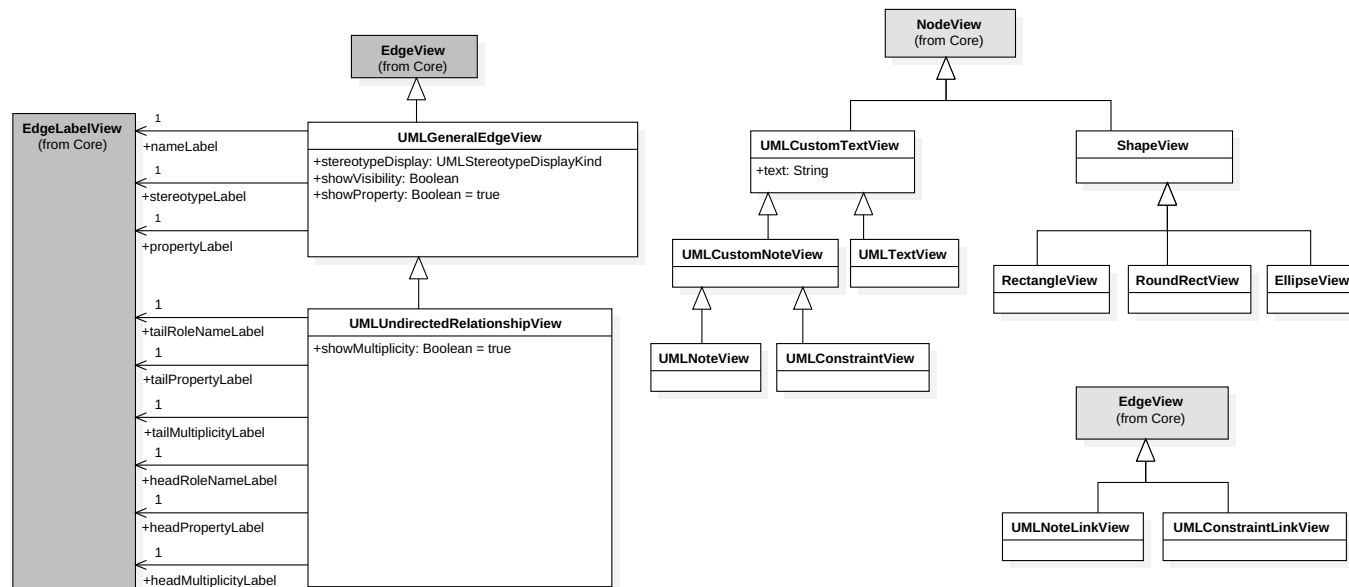 EdgeView
(from Core)
EdgeLabelView
(from Core)
1
+nameLabel
1
+stereotypeLabel
1
+propertyLabel
UMLGeneralEdgeView
+stereotypeDisplay: UMLStereotypeDisplayKind
+showVisibility: Boolean
+showProperty: Boolean = true
1
+tailRoleNameLabel
1
+tailPropertyLabel
1
+tailMultiplicityLabel
1
+headRoleNameLabel
1
+headPropertyLabel
1
+headMultiplicityLabel
UMLUndirectedRelationshipView
+showMultiplicity: Boolean = true
NodeView
(from Core)
UMLCustomTextView
+text: String
ShapeView
UMLCustomNoteView
UMLTextView
RectangleView
RoundRectView
EllipseView
UMLNoteView
UMLConstraintView
EdgeView
(from Core)
UMLNoteLinkView
UMLConstraintLinkView